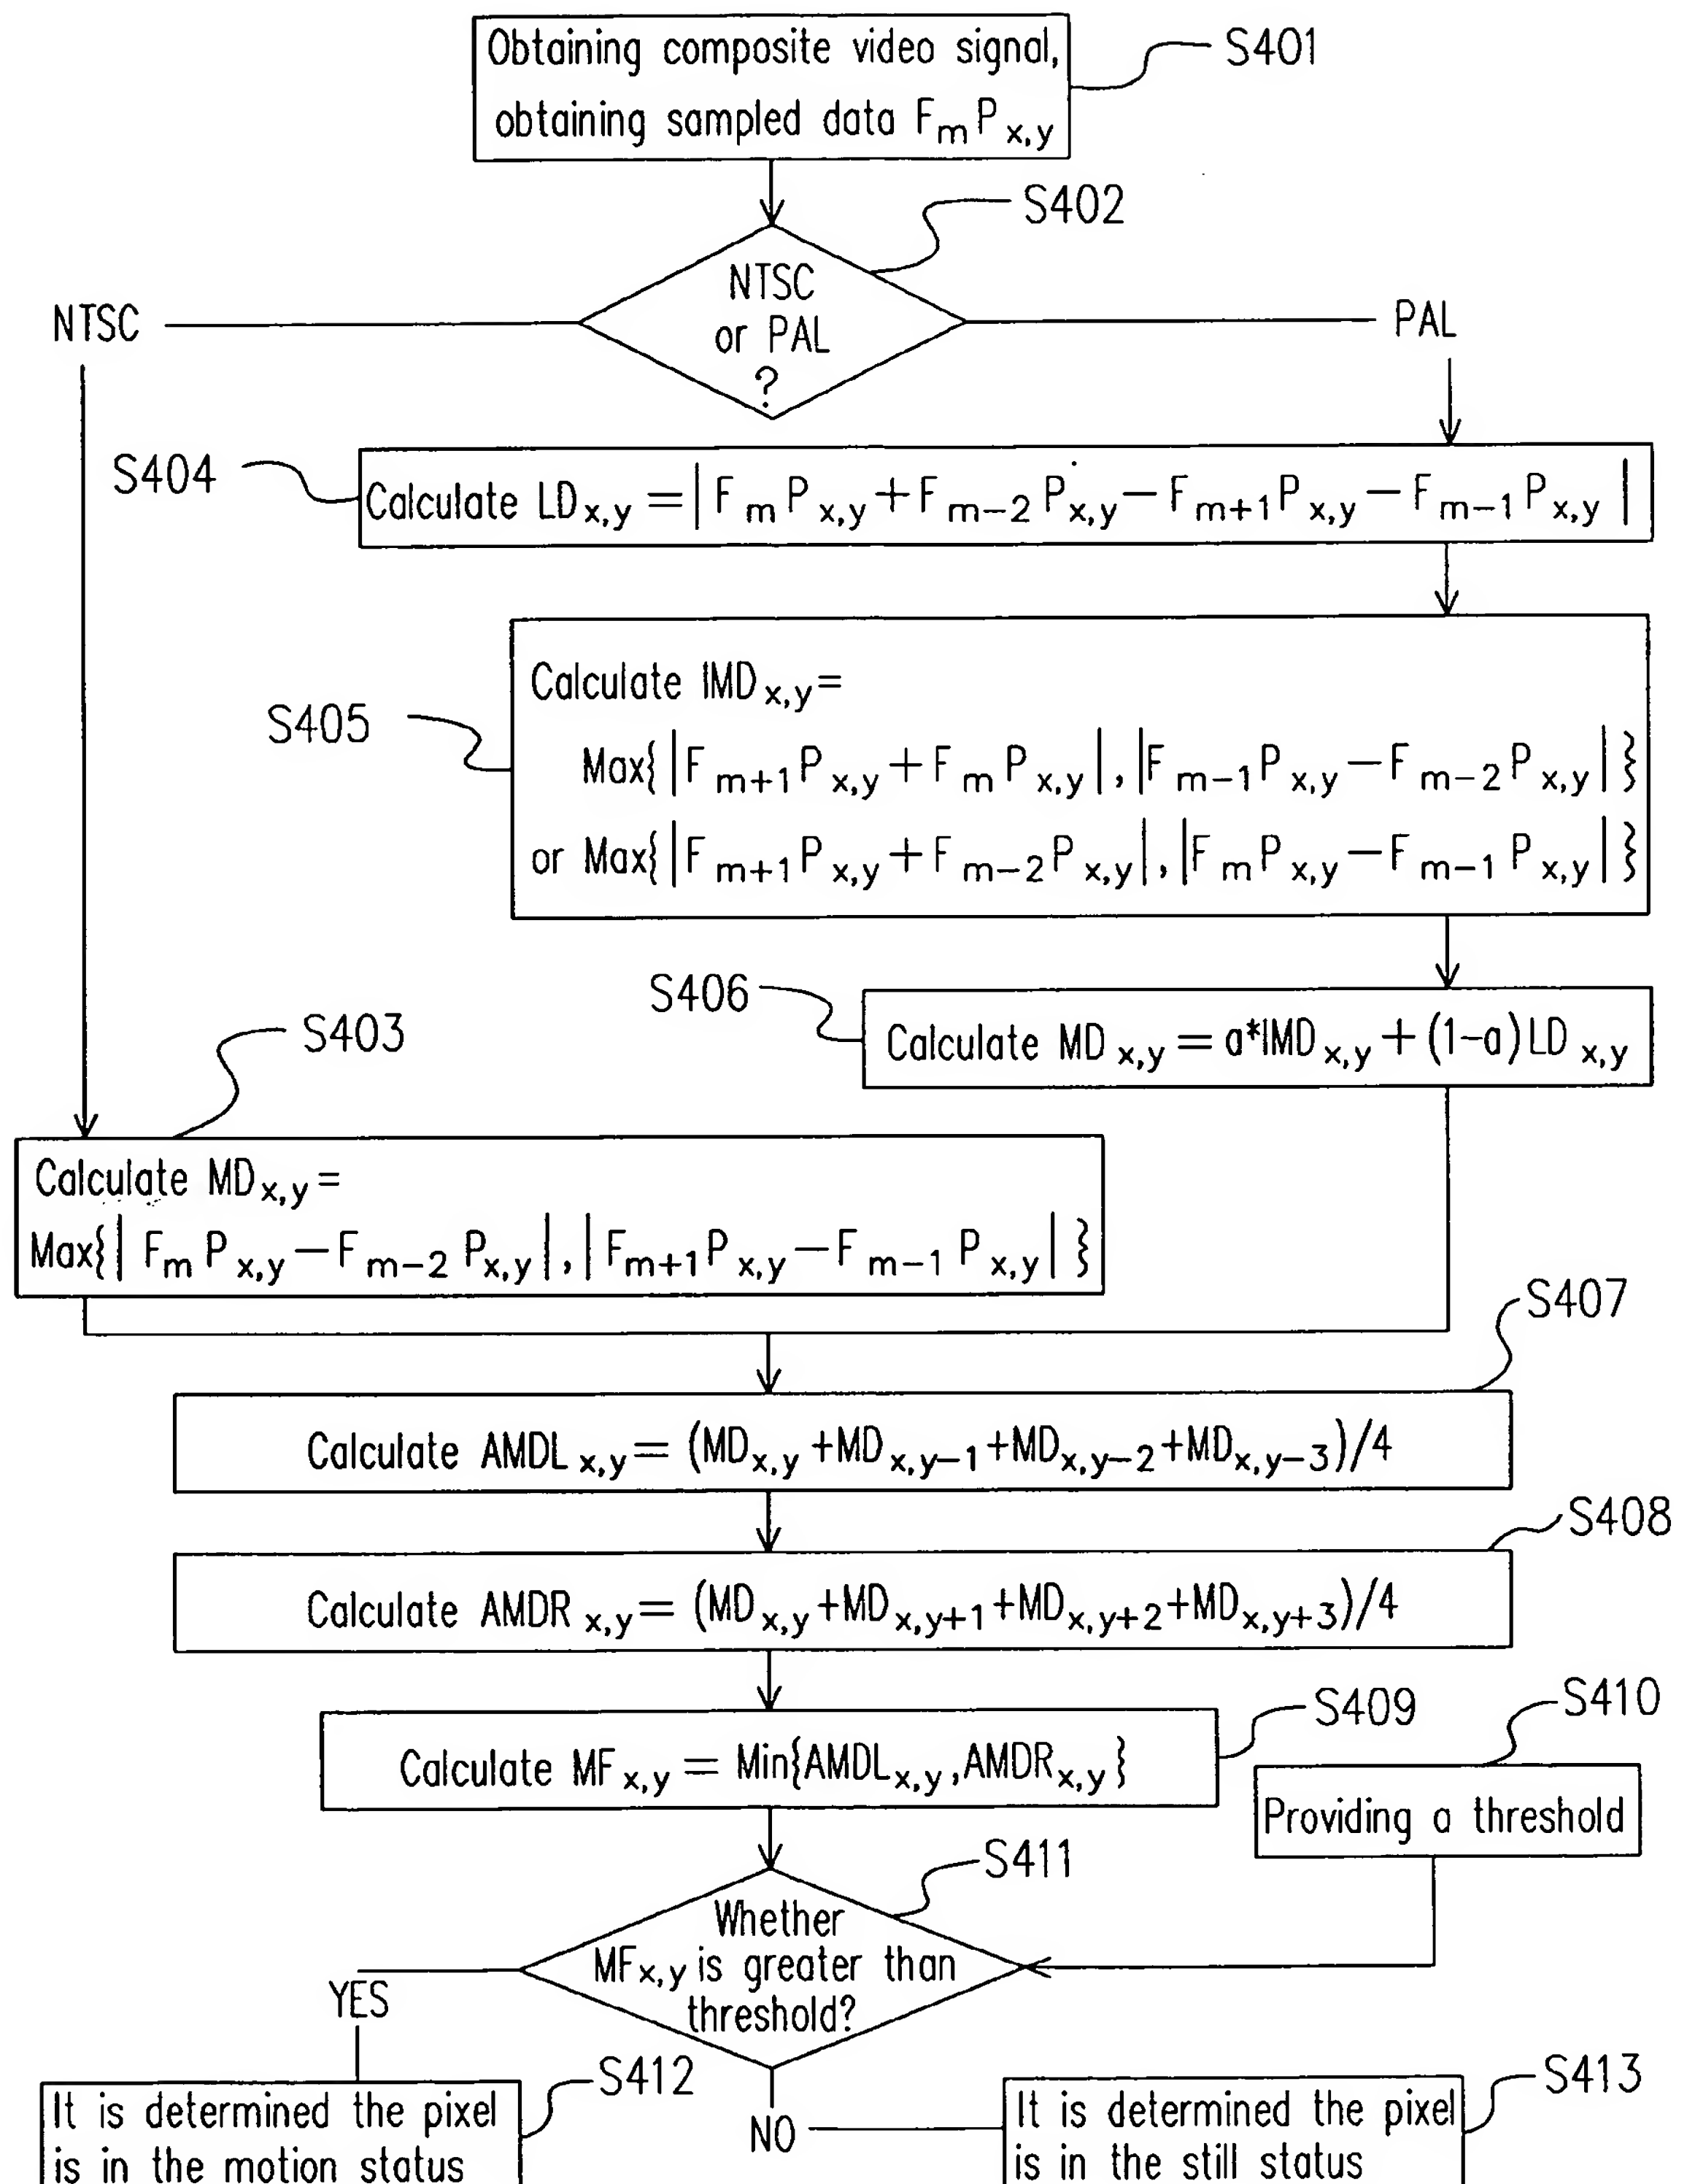 Obtaining composite video signal,
obtaining sampled data F_m P_x,y
S401
S402
NTSC
or PAL
?
NTSC
PAL
S404
Calculate LD_x,y = | F_m P_x,y + F_m-2 P_x,y - F_m+1 P_x,y - F_m-1 P_x,y |
S405
Calculate IMD_x,y =
Max{ |F_m+1 P_x,y + F_m P_x,y| , |F_m-1 P_x,y - F_m-2 P_x,y| }
or Max{ |F_m+1 P_x,y + F_m-2 P_x,y| , |F_m P_x,y - F_m-1 P_x,y| }
S406
Calculate MD_x,y = a*IMD_x,y + (1-a) LD_x,y
S403
Calculate MD_x,y =
Max{ | F_m P_x,y - F_m-2 P_x,y| , | F_m+1 P_x,y - F_m-1 P_x,y| }
S407
Calculate AMDL_x,y = (MD_x,y + MD_x,y-1 + MD_x,y-2 + MD_x,y-3)/4
S408
Calculate AMDR_x,y = (MD_x,y + MD_x,y+1 + MD_x,y+2 + MD_x,y+3)/4
S409
Calculate MF_x,y = Min{AMDL_x,y , AMDR_x,y }
S410
Providing a threshold
S411
Whether
MF_x,y is greater than
threshold?
YES
NO
S412
It is determined the pixel
is in the motion status
S413
It is determined the pixel
is in the still status